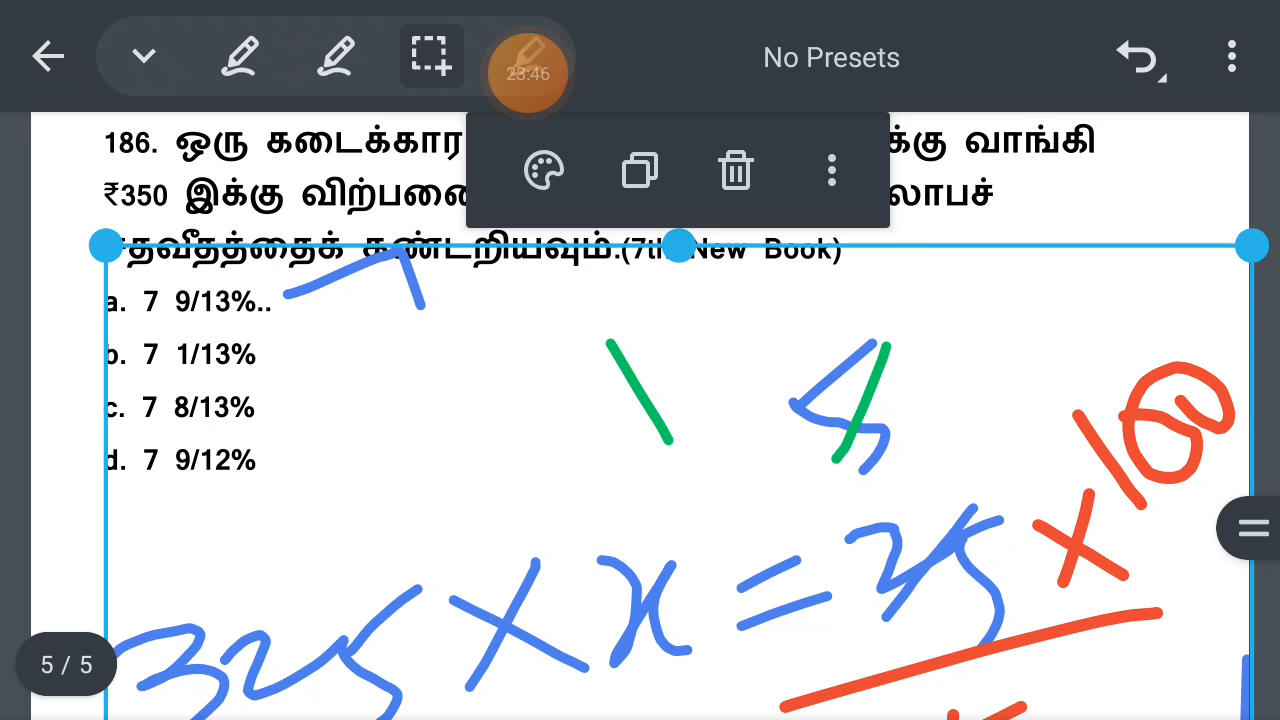 No Presets
23:46
186. ஒரு கடைக்கார க்கு வாங்கி
₹350 இக்கு விற்பனை லாபச்
சதவீதத்தைக் கண்டறியவும்.(7th New Book)
a. 7 9/13%..
b. 7 1/13%
c. 7 8/13%
d. 7 9/12%
325 × x = 25 × 100
5 / 5